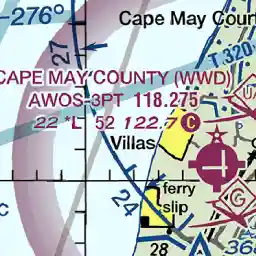 276°
Cape May Court
27
T 320
CAPE MAY COUNTY (WWD)
AWOS-3PT 118.275
22 *L 52 122.7 C
Villas
24
ferry
slip
G
28